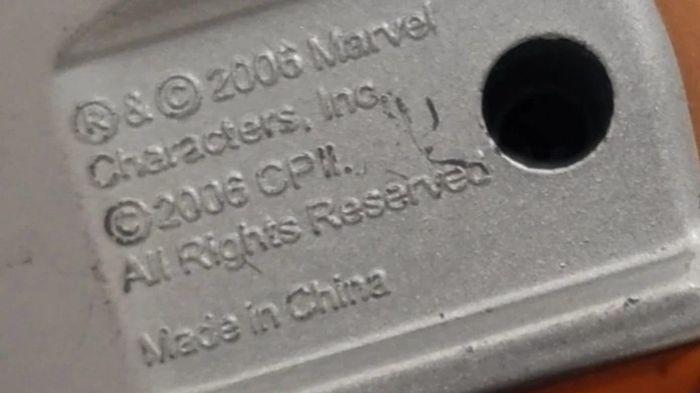 ® & © 2006 Marvel
Characters, Inc.
© 2006 CPII.
All Rights Reserved
Made in China